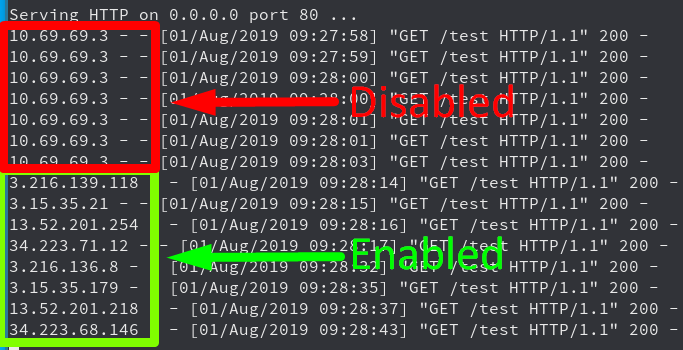 Serving HTTP on 0.0.0.0 port 80 ...
10.69.69.3 - - [01/Aug/2019 09:27:58] "GET /test HTTP/1.1" 200 -
10.69.69.3 - - [01/Aug/2019 09:27:59] "GET /test HTTP/1.1" 200 -
10.69.69.3 - - [01/Aug/2019 09:28:00] "GET /test HTTP/1.1" 200 -
10.69.69.3 - - [01/Aug/2019 09:28:00] "GET /test HTTP/1.1" 200 -
Disabled
10.69.69.3 - - [01/Aug/2019 09:28:01] "GET /test HTTP/1.1" 200 -
10.69.69.3 - - [01/Aug/2019 09:28:01] "GET /test HTTP/1.1" 200 -
10.69.69.3 - - [01/Aug/2019 09:28:03] "GET /test HTTP/1.1" 200 -
3.216.139.118 - [01/Aug/2019 09:28:14] "GET /test HTTP/1.1" 200 -
3.15.35.21 - - [01/Aug/2019 09:28:15] "GET /test HTTP/1.1" 200 -
13.52.201.254 - [01/Aug/2019 09:28:16] "GET /test HTTP/1.1" 200 -
34.223.71.12 - - [01/Aug/2019 09:28:17] "GET /test HTTP/1.1" 200 -
Enabled
3.216.136.8 - [01/Aug/2019 09:28:32] "GET /test HTTP/1.1" 200 -
3.15.35.179 - [01/Aug/2019 09:28:35] "GET /test HTTP/1.1" 200 -
13.52.201.218 - [01/Aug/2019 09:28:37] "GET /test HTTP/1.1" 200 -
34.223.68.146 - [01/Aug/2019 09:28:43] "GET /test HTTP/1.1" 200 -